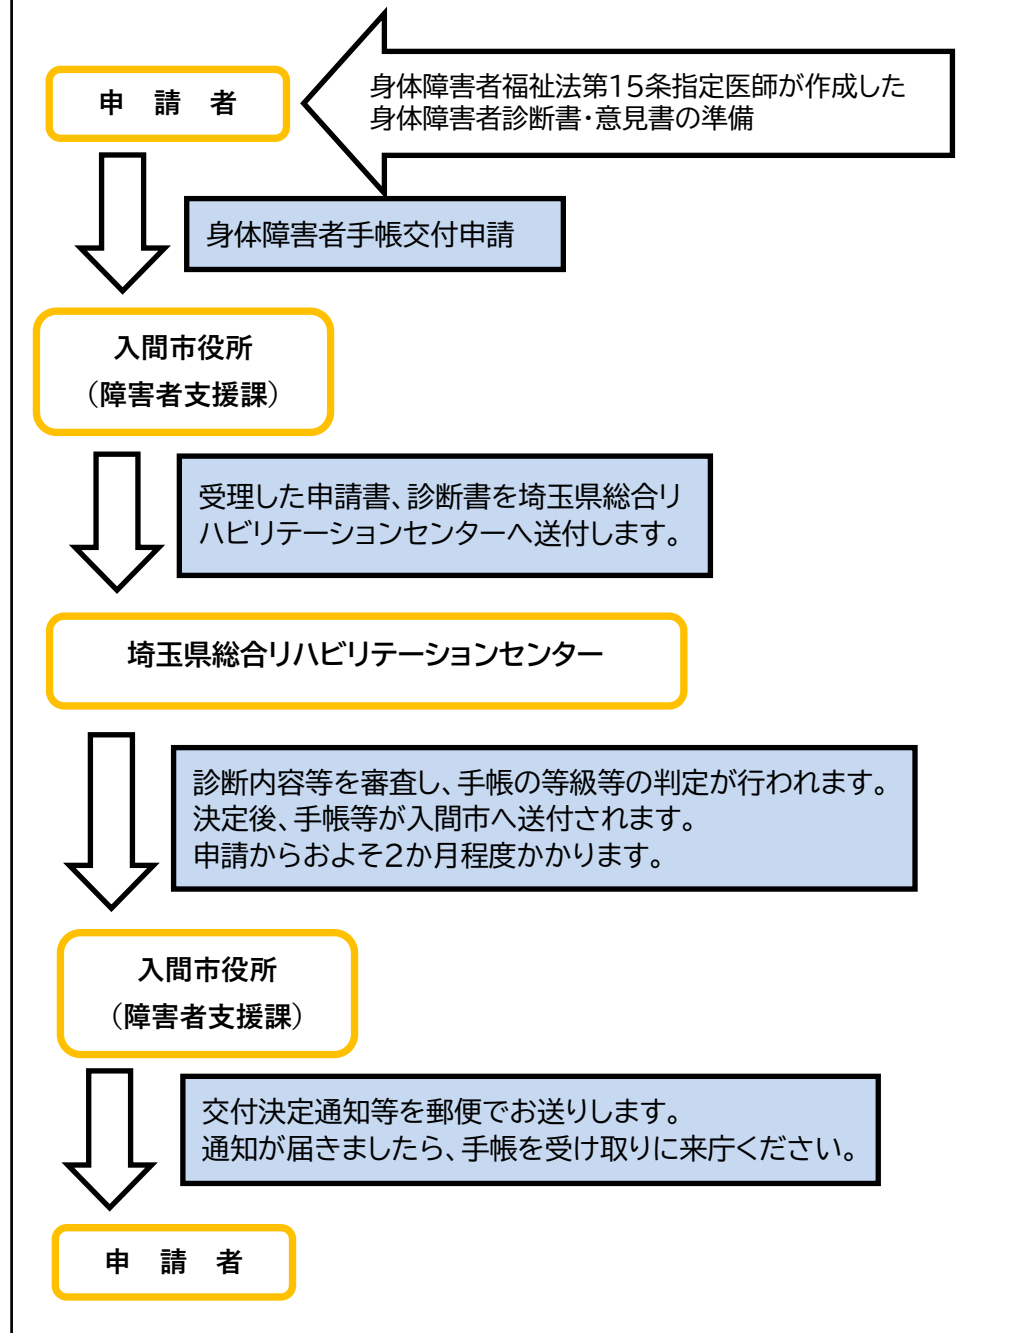 申　請　者
身体障害者福祉法第15条指定医師が作成した
身体障害者診断書・意見書の準備
身体障害者手帳交付申請
入間市役所
（障害者支援課）
受理した申請書、診断書を埼玉県総合リ
ハビリテーションセンターへ送付します。
埼玉県総合リハビリテーションセンター
診断内容等を審査し、手帳の等級等の判定が行われます。
決定後、手帳等が入間市へ送付されます。
申請からおよそ2か月程度かかります。
入間市役所
（障害者支援課）
交付決定通知等を郵便でお送りします。
通知が届きましたら、手帳を受け取りに来庁ください。
申　請　者